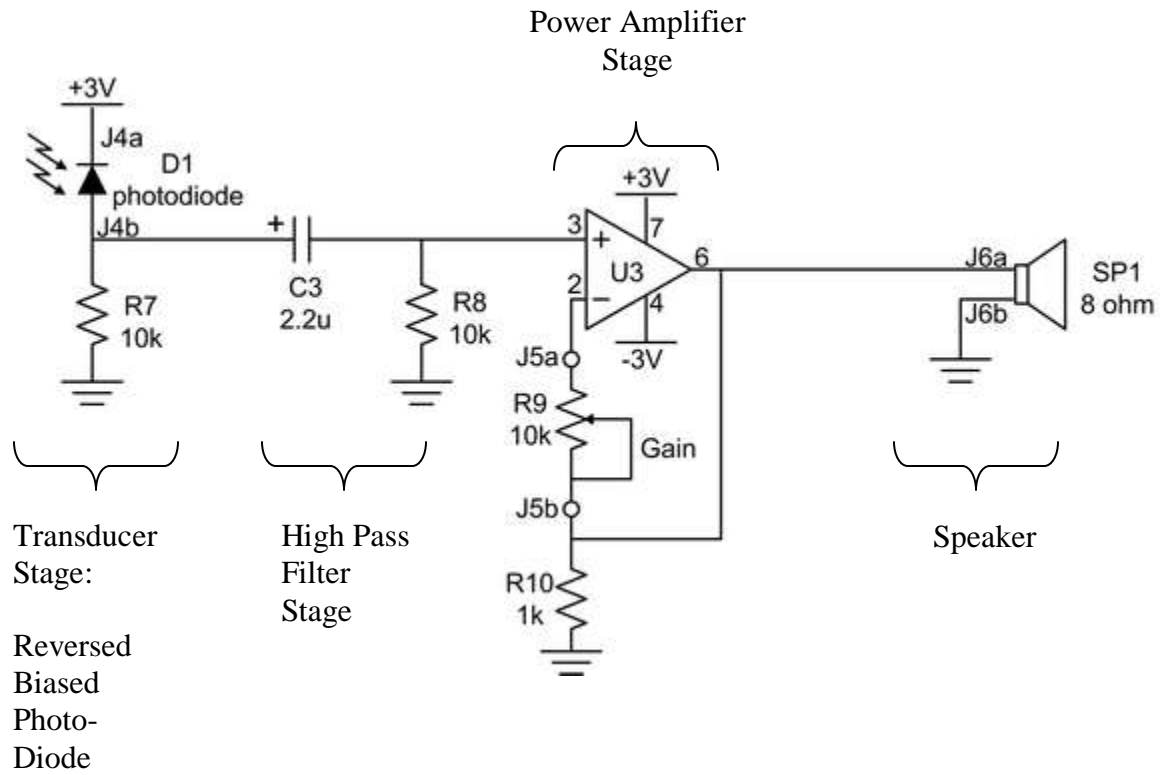 Power Amplifier
Stage
+3V
J4a
D1
photodiode
J4b
R7
10k
+
C3
2.2u
R8
10k
+3V
3
+
7
U3
6
2
−
4
-3V
J5a
R9
10k
Gain
J5b
R10
1k
J6a
SP1
8 ohm
J6b
Transducer
Stage:
Reversed
Biased
Photo-
Diode
High Pass
Filter
Stage
Speaker